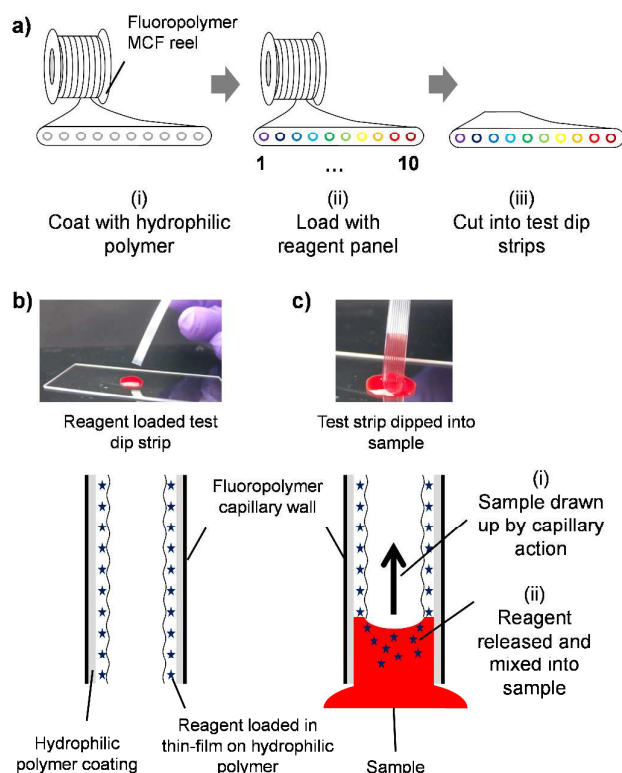 a)
Fluoropolymer
MCF reel
1
...
10
(i)
Coat with hydrophilic
polymer
(ii)
Load with
reagent panel
(iii)
Cut into test dip
strips
b)
Reagent loaded test
dip strip
c)
Test strip dipped into
sample
Fluoropolymer
capillary wall
(i)
Sample drawn
up by capillary
action
(ii)
Reagent
released and
mixed into
sample
Hydrophilic
polymer coating
Reagent loaded in
thin-film on hydrophilic
polymer
Sample